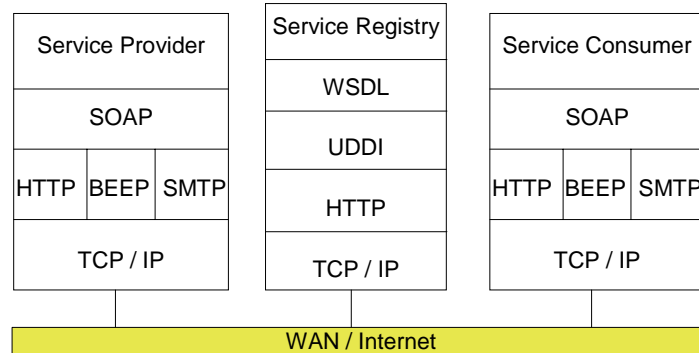 Service Provider
SOAP
HTTP BEEP SMTP
TCP / IP
Service Registry
WSDL
UDDI
HTTP
TCP / IP
Service Consumer
SOAP
HTTP BEEP SMTP
TCP / IP
WAN / Internet